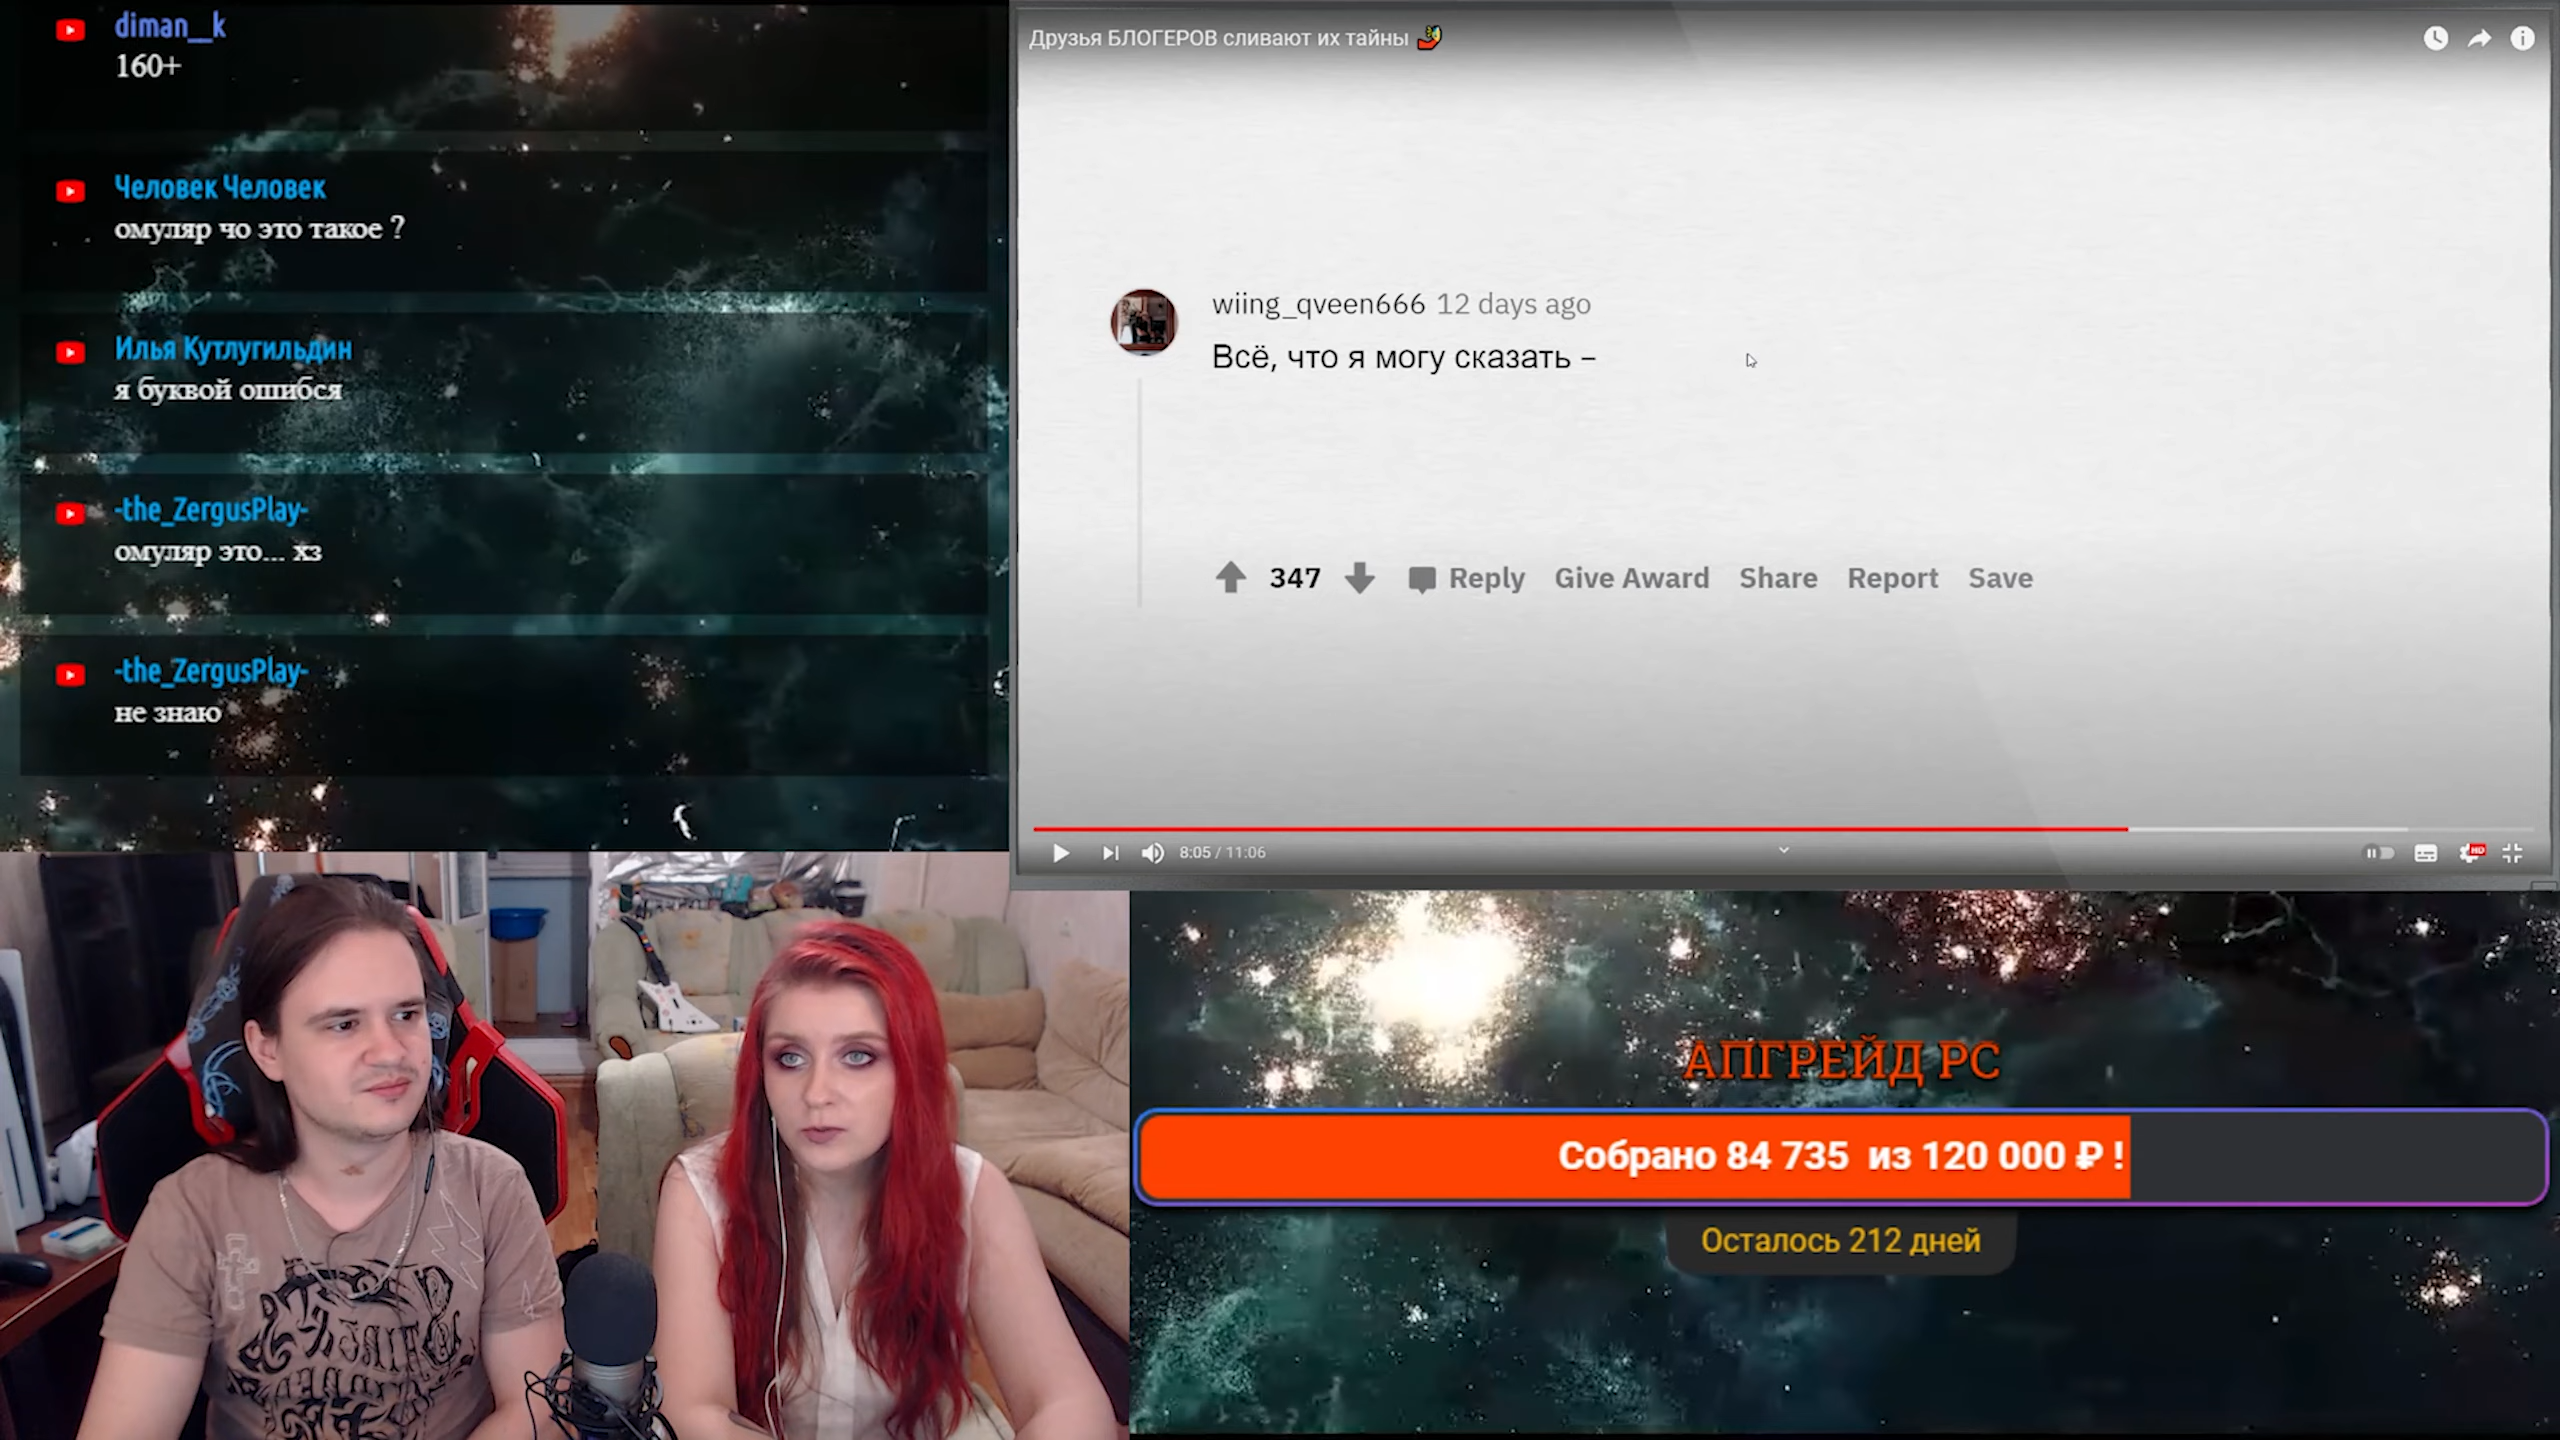 diman__k
160+
Человек Человек
омуляр чо это такое ?
Илья Кутлугильдин
я буквой ошибся
-the_ZergusPlay-
омуляр это... хз
-the_ZergusPlay-
не знаю
Друзья БЛОГЕРОВ сливают их тайны
wiing_qveen666 12 days ago
Всё, что я могу сказать –
347 Reply Give Award Share Report Save
8:05 / 11:06
HD
АПГРЕЙД PC
Собрано 84 735 из 120 000 ₽ !
Осталось 212 дней